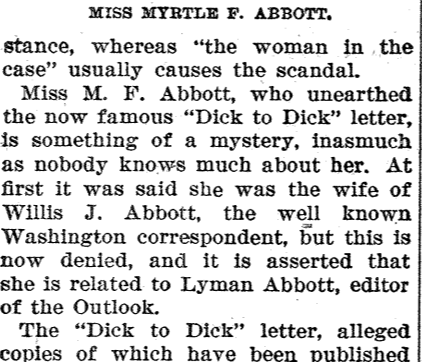 MISS MYRTLE F. ABBOTT.
stance, whereas "the woman in the
case" usually causes the scandal.
Miss M. F. Abbott, who unearthed
the now famous "Dick to Dick" letter,
is something of a mystery, inasmuch
as nobody knows much about her. At
first it was said she was the wife of
Willis J. Abbott, the well known
Washington correspondent, but this is
now denied, and it is asserted that
she is related to Lyman Abbott, editor
of the Outlook.
The "Dick to Dick" letter, alleged
copies of which have been published